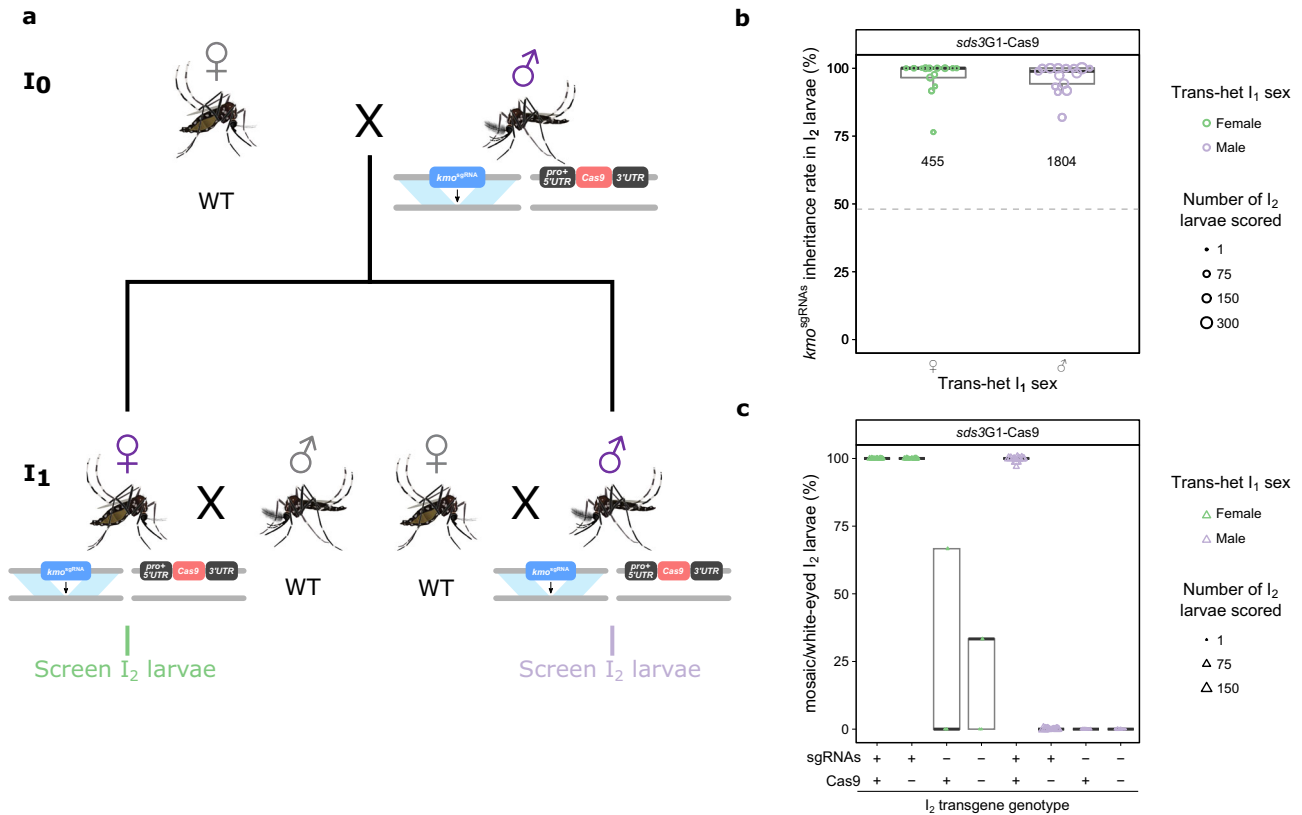 a
I0
♀
♂
X
WT
kmo^sgRNA
pro+
5'UTR
Cas9
3'UTR
I1
♀
♂
♀
♂
X
X
kmo^sgRNA
pro+
5'UTR
Cas9
3'UTR
WT
WT
kmo^sgRNA
pro+
5'UTR
Cas9
3'UTR
Screen I2 larvae
Screen I2 larvae
b
sds3G1-Cas9
kmo^sgRNAs inheritance rate in I2 larvae (%)
100
75
50
25
0
455
1804
♀
♂
Trans-het I1 sex
Trans-het I1 sex
Female
Male
Number of I2
larvae scored
1
75
150
300
c
sds3G1-Cas9
mosaic/white-eyed I2 larvae (%)
100
75
50
25
0
sgRNAs + + − − + + − −
Cas9 + − + − + − + −
I2 transgene genotype
Trans-het I1 sex
Female
Male
Number of I2
larvae scored
1
75
150